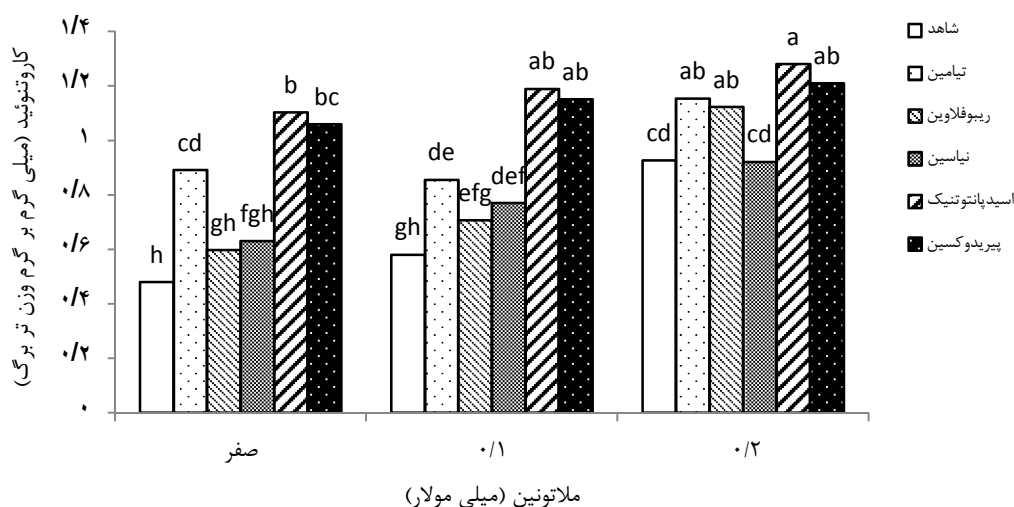 کاروتنوئید (میلی گرم بر گرم وزن تر برگ)
۱/۴
۱/۲
۱
۰/۸
۰/۶
۰/۴
۰/۲
۰
h
cd
gh
fgh
b
bc
gh
de
efg
def
ab
ab
cd
ab
ab
cd
a
ab
صفر
۰/۱
۰/۲
ملاتونین (میلی مولار)
شاهد
تیامین
ریبوفلاوین
نیاسین
اسیدپانتوتنیک
پیریدوکسین